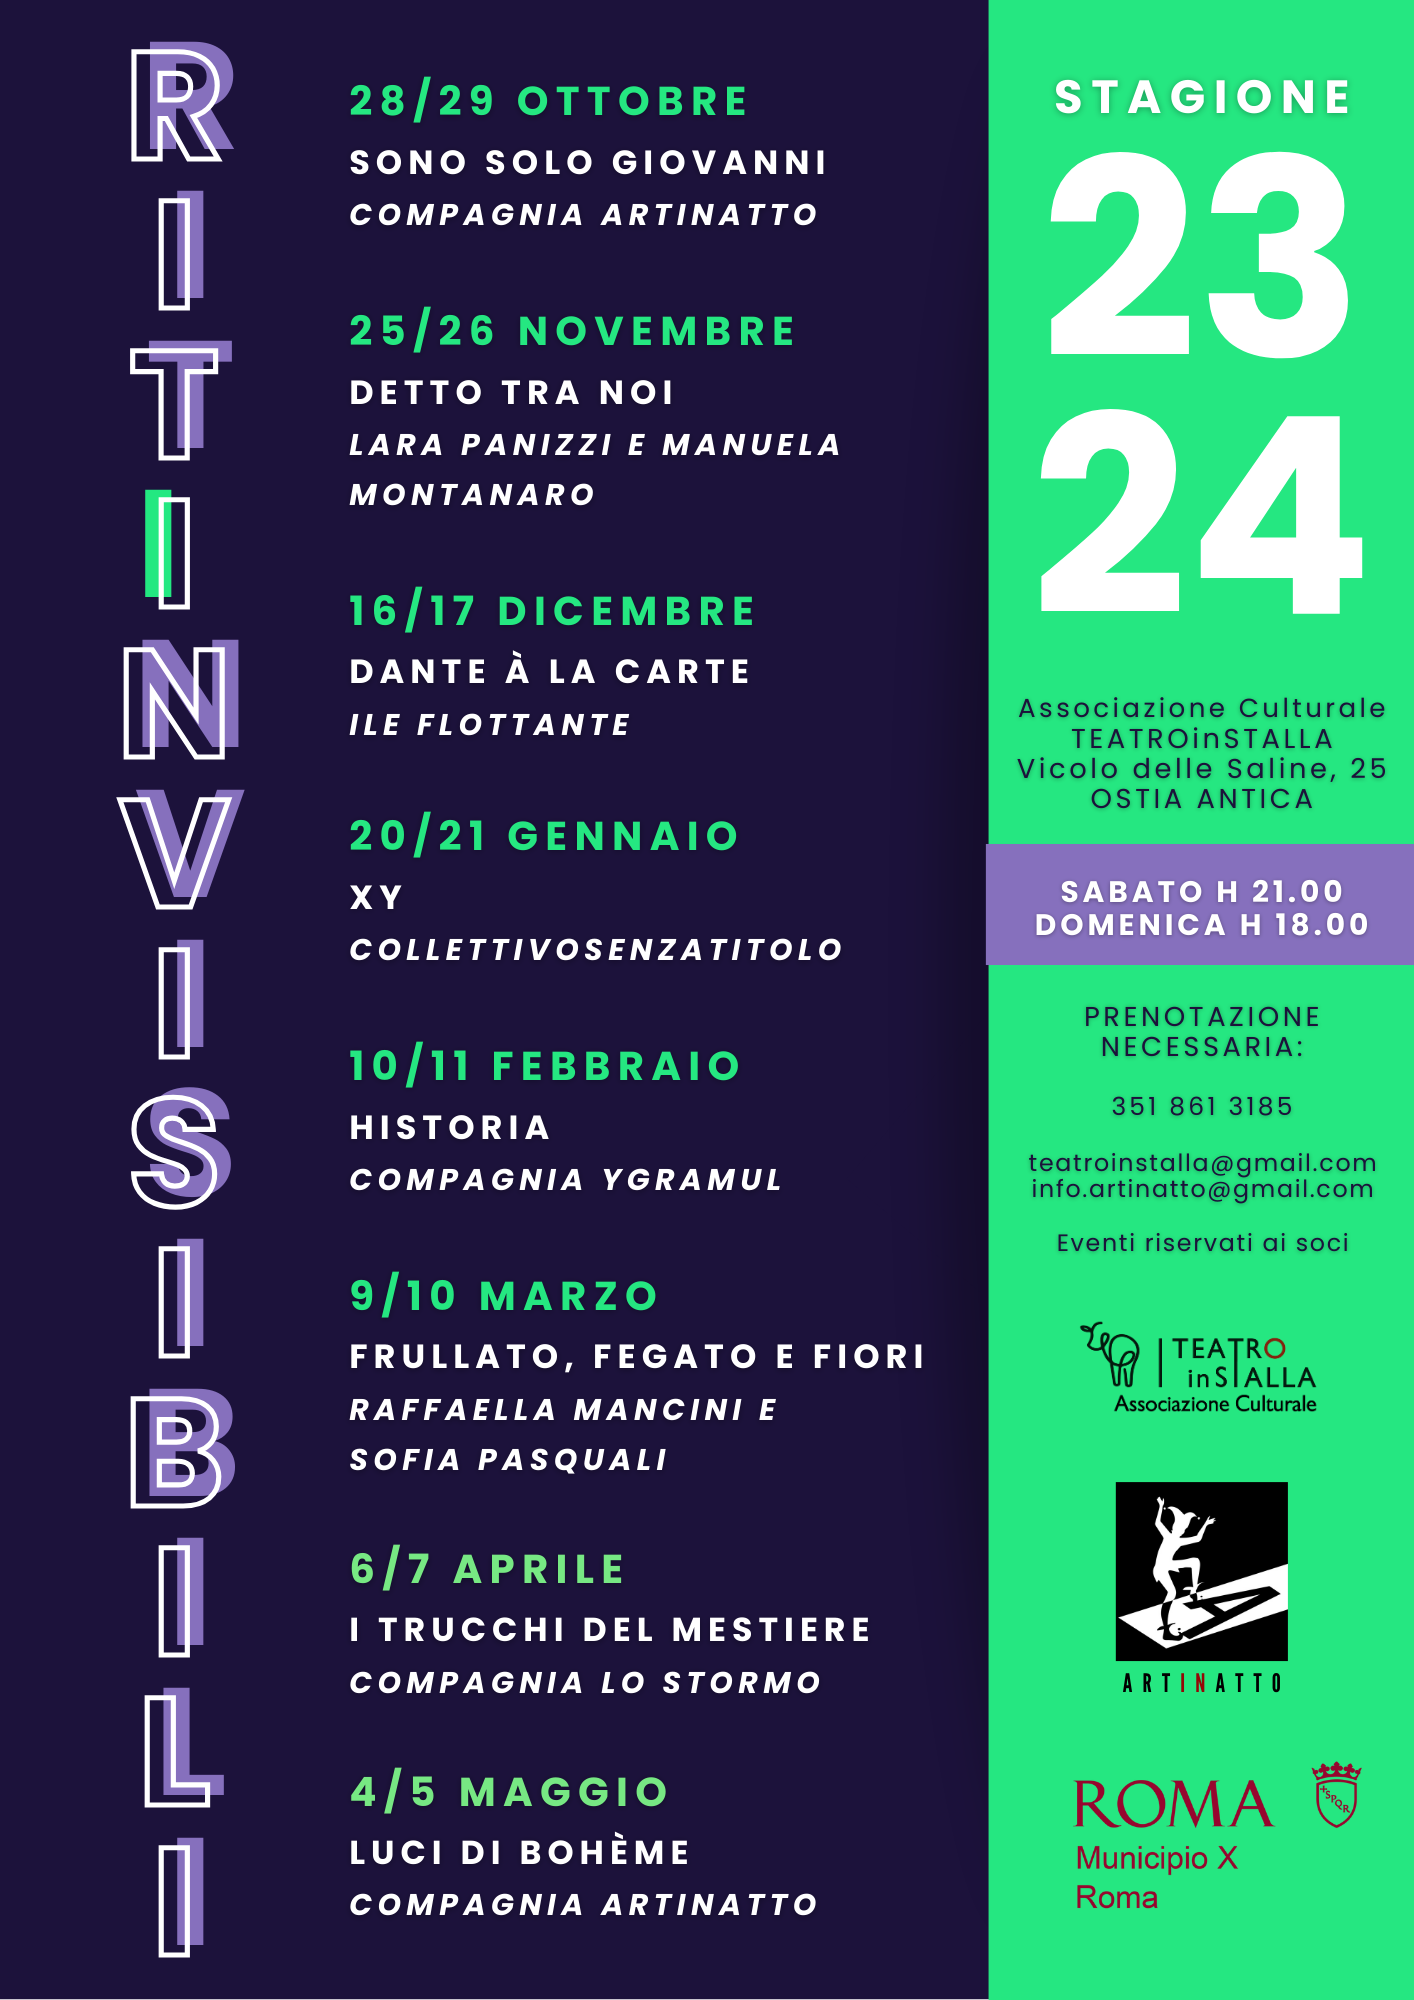 RITINVISIBILI
28/29 OTTOBRE
SONO SOLO GIOVANNI
COMPAGNIA ARTINATTO
25/26 NOVEMBRE
DETTO TRA NOI
LARA PANIZZI E MANUELA
MONTANARO
16/17 DICEMBRE
DANTE À LA CARTE
ILE FLOTTANTE
20/21 GENNAIO
XY
COLLETTIVOSENZATITOLO
10/11 FEBBRAIO
HISTORIA
COMPAGNIA YGRAMUL
9/10 MARZO
FRULLATO, FEGATO E FIORI
RAFFAELLA MANCINI E
SOFIA PASQUALI
6/7 APRILE
I TRUCCHI DEL MESTIERE
COMPAGNIA LO STORMO
4/5 MAGGIO
LUCI DI BOHÈME
COMPAGNIA ARTINATTO
STAGIONE
23
24
Associazione Culturale
TEATROinSTALLA
Vicolo delle Saline, 25
OSTIA ANTICA
SABATO H 21.00
DOMENICA H 18.00
PRENOTAZIONE
NECESSARIA:
351 861 3185
teatroinstalla@gmail.com
info.artinatto@gmail.com
Eventi riservati ai soci
TEATRO
inSTALLA
Associazione Culturale
ARTINATTO
ROMA
SPQR
Municipio X
Roma